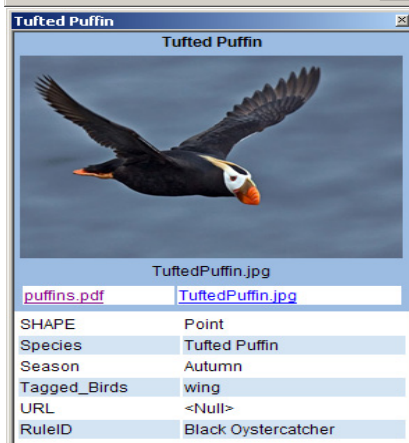 Tufted Puffin
Tufted Puffin
TuftedPuffin.jpg
puffins.pdf TuftedPuffin.jpg
SHAPE Point
Species Tufted Puffin
Season Autumn
Tagged_Birds wing
URL <Null>
RuleID Black Oystercatcher